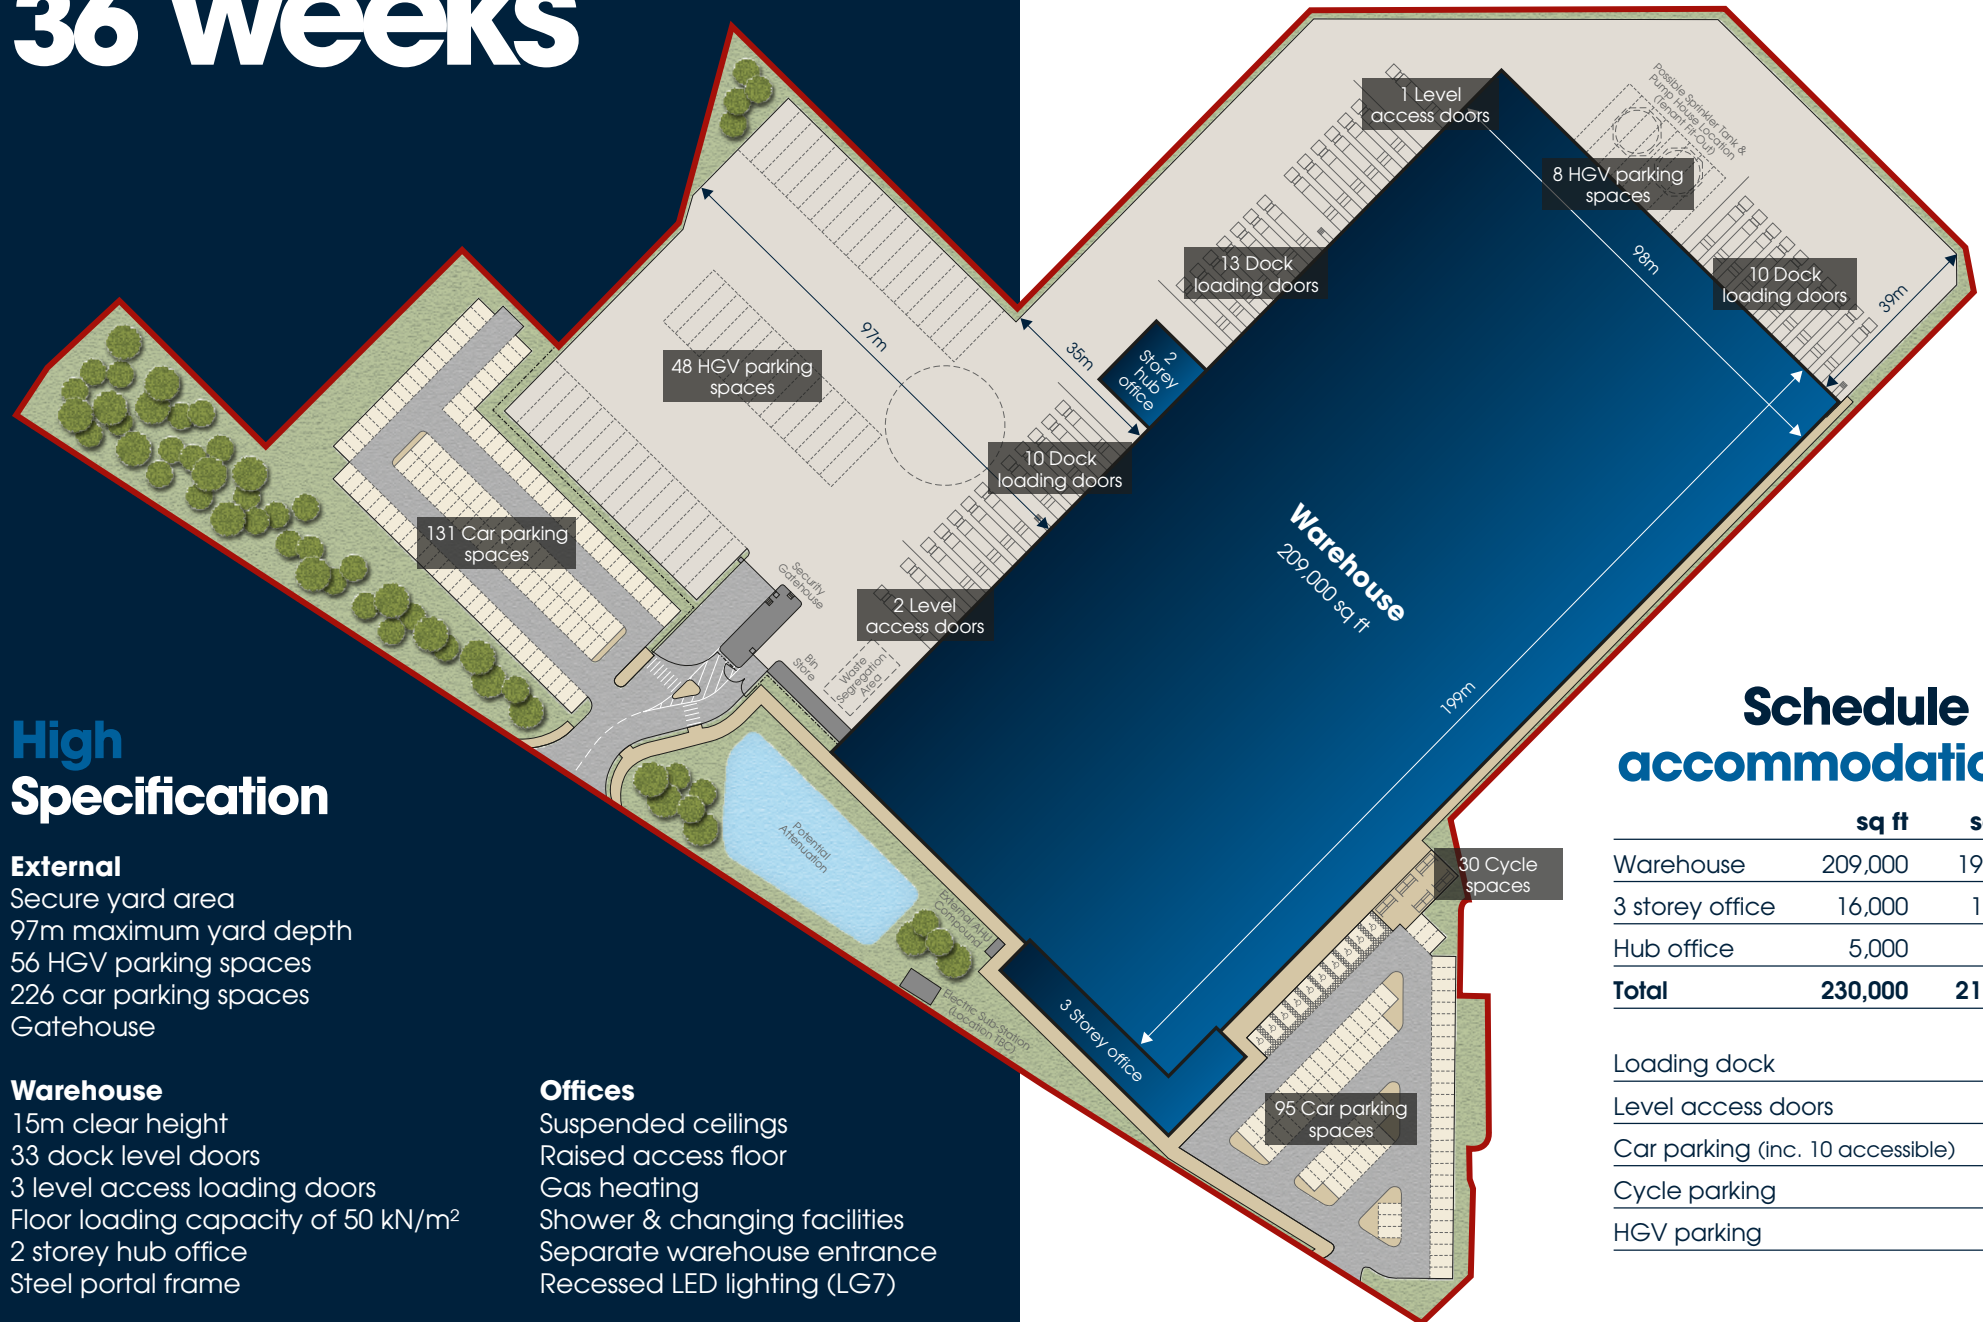 36 weeks
High
Specification
External
Secure yard area
97m maximum yard depth
56 HGV parking spaces
226 car parking spaces
Gatehouse
Warehouse
15m clear height
33 dock level doors
3 level access loading doors
Floor loading capacity of 50 kN/m²
2 storey hub office
Steel portal frame
Offices
Suspended ceilings
Raised access floor
Gas heating
Shower & changing facilities
Separate warehouse entrance
Recessed LED lighting (LG7)
1 Level
access doors
Possible Sprinkler Tank &
Pump House Location
(Tenant Fit-Out)
8 HGV parking
spaces
98m
13 Dock
loading doors
10 Dock
loading doors
39m
97m
35m
2
Storey
hub
office
48 HGV parking
spaces
10 Dock
loading doors
131 Car parking
spaces
Security
Gatehouse
2 Level
access doors
Bin
Store
Waste
Segregation
Area
Warehouse
209,000 sq ft
199m
Potential
Attenuation
External AHU
Compound
Electric Sub-Station
(Location TBC)
3 Storey office
30 Cycle
spaces
95 Car parking
spaces
Schedule
accommodatio
sq ft s
Warehouse 209,000 19
3 storey office 16,000 1
Hub office 5,000
Total 230,000 21
Loading dock
Level access doors
Car parking (inc. 10 accessible)
Cycle parking
HGV parking